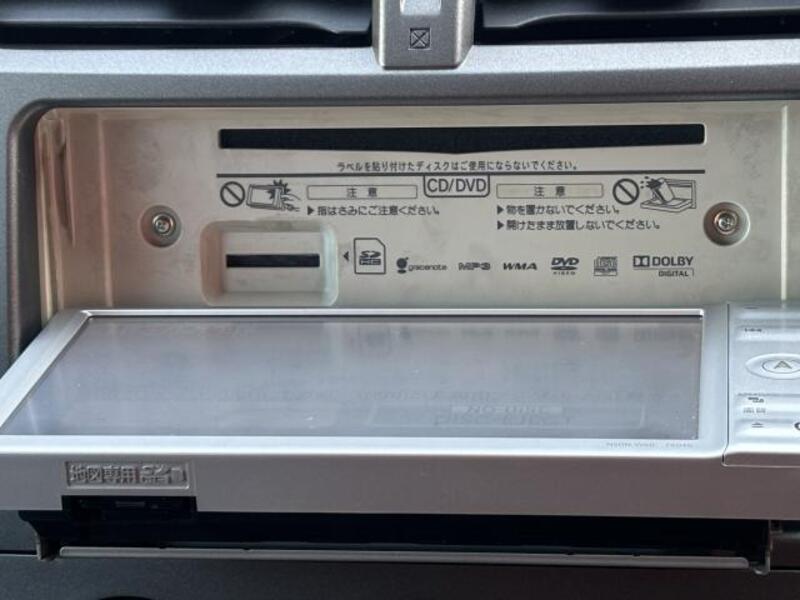 ラベルを貼り付けたディスクはご使用にならないでください。
注意
CD/DVD
注意
▶指はさみにご注意ください。
▶物を置かないでください。
▶開けたまま放置しないでください。
SD HC
gracenote
MP3
WMA
DVD VIDEO
DOLBY DIGITAL
地図専用 SD